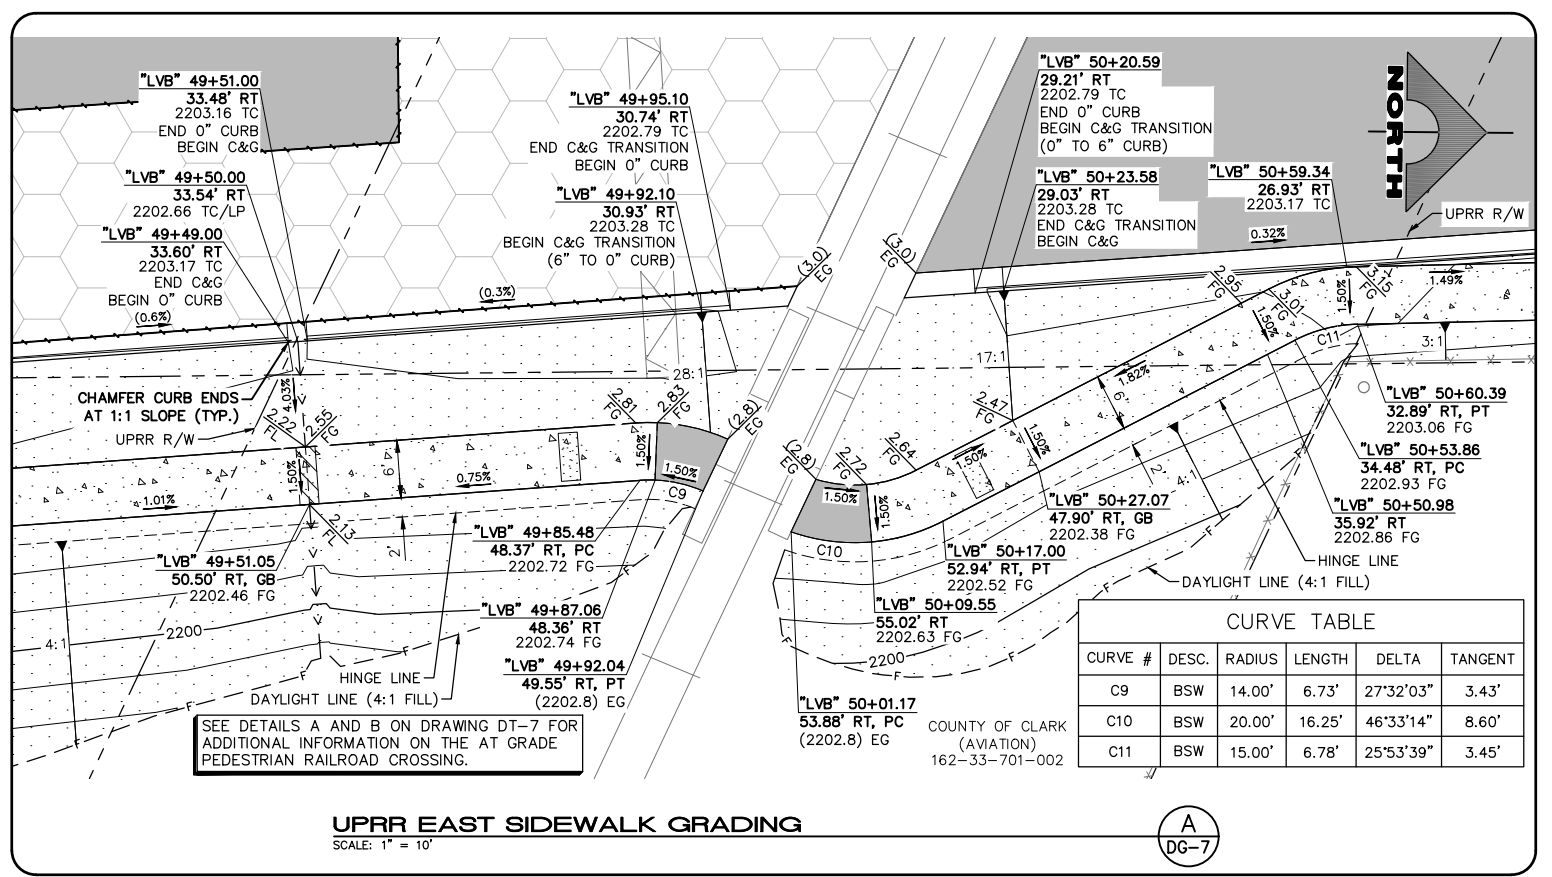 "LVB" 49+51.00
33.48' RT
2203.16 TC
END 0" CURB
BEGIN C&G
"LVB" 49+50.00
33.54' RT
2202.66 TC/LP
"LVB" 49+49.00
33.60' RT
2203.17 TC
END C&G
BEGIN 0" CURB
(0.6%)
"LVB" 49+95.10
30.74' RT
2202.79 TC
END C&G TRANSITION
BEGIN 0" CURB
"LVB" 49+92.10
30.93' RT
2203.28 TC
BEGIN C&G TRANSITION
(6" TO 0" CURB)
(0.3%)
(3.0)
EG
(3.0)
EG
"LVB" 50+20.59
29.21' RT
2202.79 TC
END 0" CURB
BEGIN C&G TRANSITION
(0" TO 6" CURB)
"LVB" 50+23.58
29.03' RT
2203.28 TC
END C&G TRANSITION
BEGIN C&G
"LVB" 50+59.34
26.93' RT
2203.17 TC
NORTH
UPRR R/W
0.32%
2.95
FG
3.01
FG
3.15
FG
1.50%
1.49%
1.50%
C11
3:1
17:1
1.82%
6'
28:1
CHAMFER CURB ENDS
AT 1:1 SLOPE (TYP.)
UPRR R/W
4.03%
2.22
FL
2.55
FG
2.81
FG
2.83
FG
(2.8)
EG
(2.8)
EG
2.72
2.64
FG
2.47
FG
1.50%
1.50%
1.50%
1.50%
1.50%
1.50%
1.50%
1.01%
6'
0.75%
C9
C10
2.13
FL
2'
2'
4:1
4:1
"LVB" 49+51.05
50.50' RT, GB
2202.46 FG
"LVB" 49+85.48
48.37' RT, PC
2202.72 FG
"LVB" 49+87.06
48.36' RT
2202.74 FG
"LVB" 49+92.04
49.55' RT, PT
(2202.8) EG
2200
HINGE LINE
DAYLIGHT LINE (4:1 FILL)
F
F
F
F
SEE DETAILS A AND B ON DRAWING DT-7 FOR
ADDITIONAL INFORMATION ON THE AT GRADE
PEDESTRIAN RAILROAD CROSSING.
"LVB" 50+60.39
32.89' RT, PT
2203.06 FG
"LVB" 50+53.86
34.48' RT, PC
2202.93 FG
"LVB" 50+50.98
35.92' RT
2202.86 FG
"LVB" 50+27.07
47.90' RT, GB
2202.38 FG
"LVB" 50+17.00
52.94' RT, PT
2202.52 FG
"LVB" 50+09.55
55.02' RT
2202.63 FG
"LVB" 50+01.17
53.88' RT, PC
(2202.8) EG
2200
HINGE LINE
DAYLIGHT LINE (4:1 FILL)
F
F
F
F
F
COUNTY OF CLARK
(AVIATION)
162-33-701-002
CURVE TABLE
CURVE # DESC. RADIUS LENGTH DELTA TANGENT
C9 BSW 14.00' 6.73' 27°32'03" 3.43'
C10 BSW 20.00' 16.25' 46°33'14" 8.60'
C11 BSW 15.00' 6.78' 25°53'39" 3.45'
UPRR EAST SIDEWALK GRADING
SCALE: 1" = 10'
A
DG-7